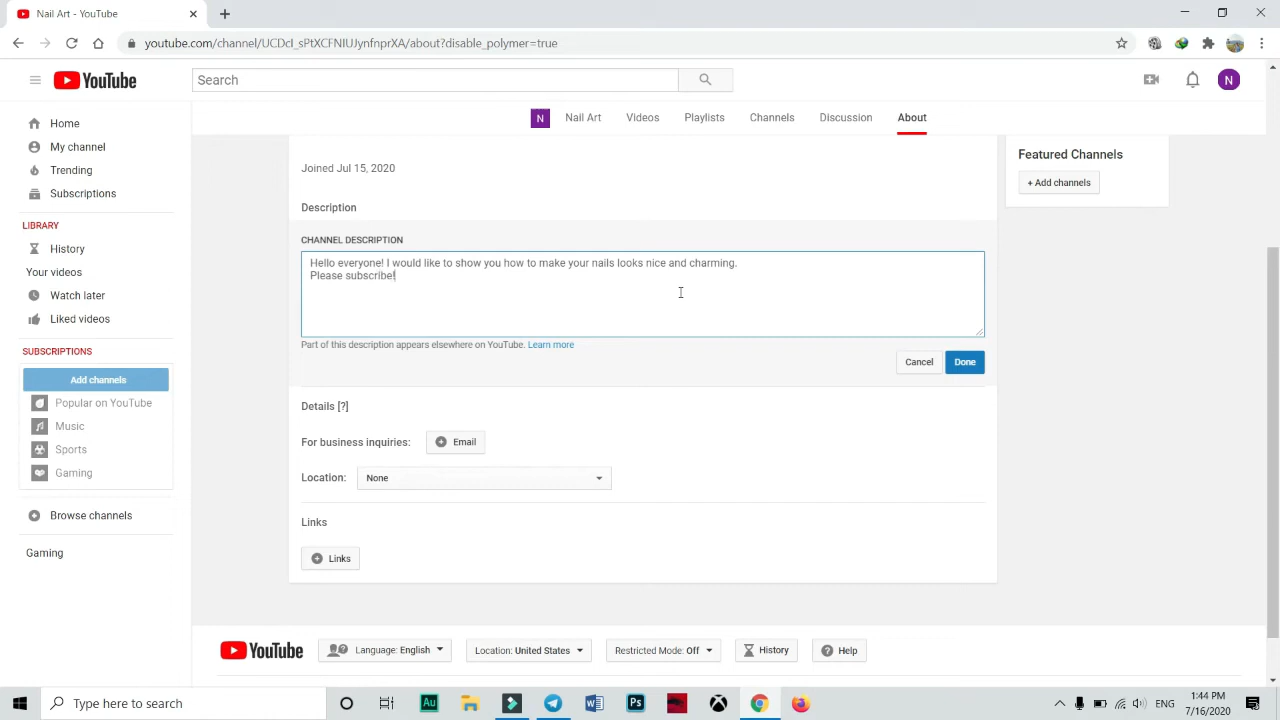 Nail Art - YouTube
youtube.com/channel/UCDcI_sPtXCFNIUJynfnprXA/about?disable_polymer=true
YouTube
Search
N
N
Nail Art
Videos
Playlists
Channels
Discussion
About
Home
My channel
Trending
Subscriptions
LIBRARY
History
Your videos
Watch later
Liked videos
SUBSCRIPTIONS
Add channels
Popular on YouTube
Music
Sports
Gaming
Browse channels
Gaming
Joined Jul 15, 2020
Description
CHANNEL DESCRIPTION
Hello everyone! I would like to show you how to make your nails looks nice and charming.
Please subscribe!
Part of this description appears elsewhere on YouTube. Learn more
Cancel
Done
Details [?]
For business inquiries:
Email
Location:
None
Links
Links
Featured Channels
+ Add channels
YouTube
Language: English
Location: United States
Restricted Mode: Off
History
Help
Type here to search
Au
Ps
ENG
1:44 PM
7/16/2020